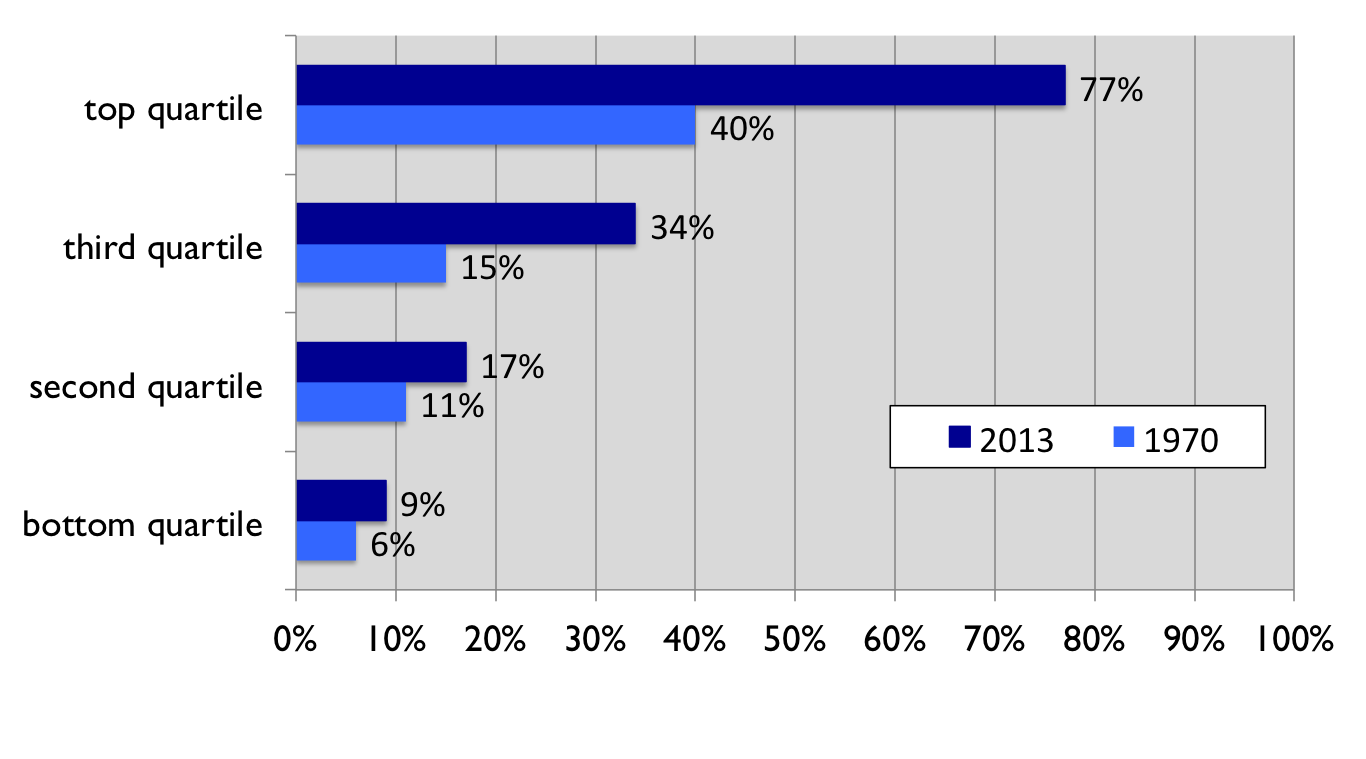 top quartile
77%
40%
third quartile
34%
15%
second quartile
17%
11%
2013 1970
bottom quartile
9%
6%
0% 10% 20% 30% 40% 50% 60% 70% 80% 90% 100%